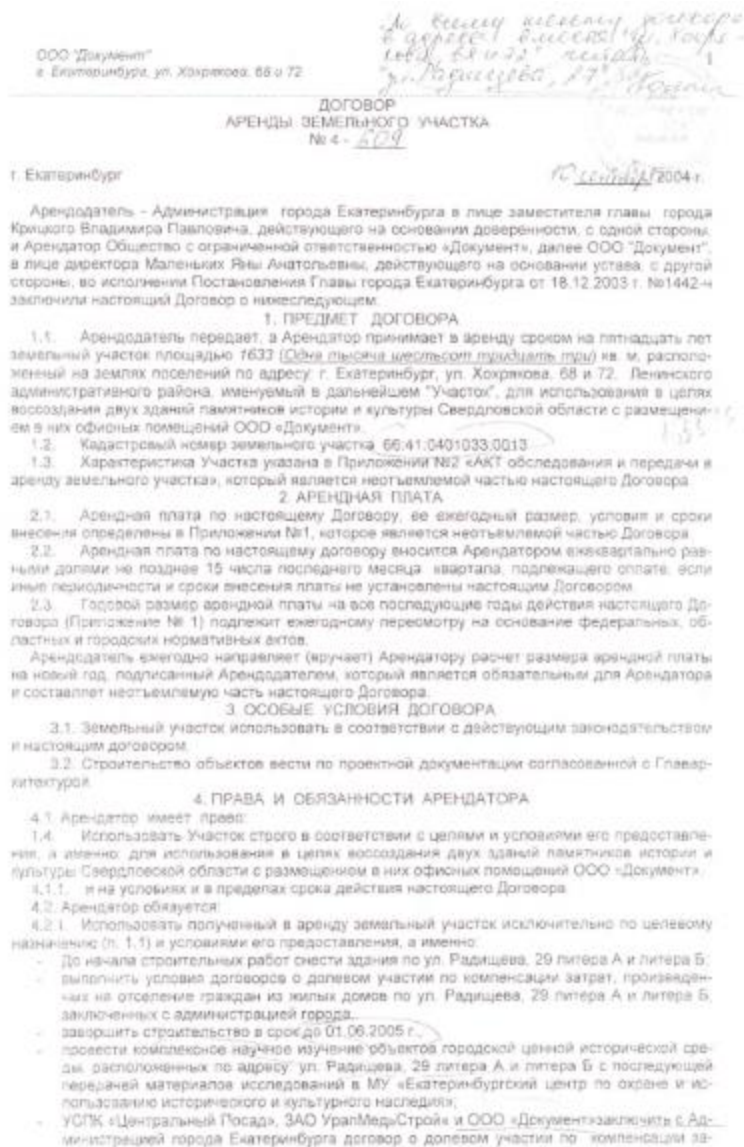 По всему тексту договора
в адресе вместо "ул. Хохря-
кова, 68 и 72" читать
"ул. Радищева, 27"
1
ООО "Документ"
г. Екатеринбург, ул. Хохрякова, 68 и 72
ДОГОВОР
АРЕНДЫ ЗЕМЕЛЬНОГО УЧАСТКА
№ 4 - 609
г. Екатеринбург
10 сентября 2004 г.
Арендодатель – Администрация города Екатеринбурга в лице заместителя главы города
Крицкого Владимира Павловича, действующего на основании доверенности, с одной стороны,
и Арендатор Общество с ограниченной ответственностью «Документ», далее ООО "Документ",
в лице директора Маленьких Яны Анатольевны, действующего на основании устава, с другой
стороны, во исполнении Постановления Главы города Екатеринбурга от 18.12.2003 г. №1442-ч
заключили настоящий Договор о нижеследующем:
1. ПРЕДМЕТ ДОГОВОРА
1.1. Арендодатель передает, а Арендатор принимает в аренду сроком на пятнадцать лет
земельный участок площадью 1633 (Одна тысяча шестьсот тридцать три) кв. м, располо-
женный на землях поселений по адресу: г. Екатеринбург, ул. Хохрякова, 68 и 72. Ленинского
административного района, именуемый в дальнейшем "Участок", для использования в целях
воссоздания двух зданий памятников истории и культуры Свердловской области с размещени-
ем в них офисных помещений ООО «Документ».
1.2. Кадастровый номер земельного участка 66:41:0401033:0013
1.3. Характеристика Участка указана в Приложении №2 «АКТ обследования и передачи в
аренду земельного участка», который является неотъемлемой частью настоящего Договора.
2. АРЕНДНАЯ ПЛАТА
2.1. Арендная плата по настоящему Договору, ее ежегодный размер, условия и сроки
внесения определены в Приложении №1, которое является неотъемлемой частью Договора.
2.2. Арендная плата по настоящему договору вносится Арендатором ежеквартально рав-
ными долями не позднее 15 числа последнего месяца квартала, подлежащего оплате, если
иные периодичности и сроки внесения платы не установлены настоящим Договором.
2.3. Годовой размер арендной платы на все последующие годы действия настоящего До-
говора (Приложение № 1) подлежит ежегодному пересмотру на основание федеральных, об-
ластных и городских нормативных актов.
Арендодатель ежегодно направляет (вручает) Арендатору расчет размера арендной платы
на новый год, подписанный Арендодателем, который является обязательным для Арендатора
и составляет неотъемлемую часть настоящего Договора.
3. ОСОБЫЕ УСЛОВИЯ ДОГОВОРА
3.1. Земельный участок использовать в соответствии с действующим законодательством
и настоящим договором.
3.2. Строительство объектов вести по проектной документации согласованной с Главар-
хитектурой.
4. ПРАВА И ОБЯЗАННОСТИ АРЕНДАТОРА
4.1. Арендатор имеет право:
1.4. Использовать Участок строго в соответствии с целями и условиями его предоставле-
ния, а именно: для использования в целях воссоздания двух зданий памятников истории и
культуры Свердловской области с размещением в них офисных помещений ООО «Документ».
4.1.1. и на условиях и в пределах срока действия настоящего Договора.
4.2. Арендатор обязуется:
4.2.1. Использовать полученный в аренду земельный участок исключительно по целевому
назначению (п. 1.1) и условиями его предоставления, а именно:
- До начала строительных работ снести здания по ул. Радищева, 29 литера А и литера Б;
- выполнить условия договоров о долевом участии по компенсации затрат, произведен-
ных на отселение граждан из жилых домов по ул. Радищева, 29 литера А и литера Б,
заключенных с администрацией города;
- завершить строительство в срок до 01.06.2005 г.,
- провести комплексное научное изучение объектов городской ценной исторической сре-
ды, расположенных по адресу: ул. Радищева, 29 литера А и литера Б с последующей
передачей материалов исследований в МУ «Екатеринбургский центр по охране и ис-
пользованию исторического и культурного наследия»;
- УСПК «Центральный Посад», ЗАО УралМедьСтрой» и ООО «Документ»заключить с Ад-
министрацией города Екатеринбурга договор о долевом участии по компенсации за-